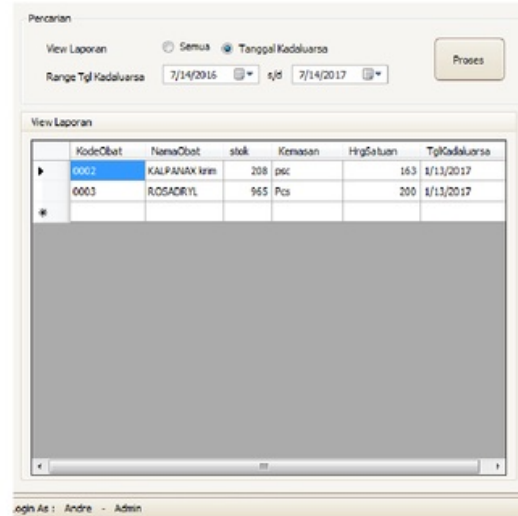 Percarian
View Laporan Semua Tanggal Kadaluarsa
Range Tgl Kadaluarsa 7/14/2016 s/d 7/14/2017 Proses
View Laporan
KodeObat NamaObat stok Kemasan HrgSatuan TglKadaluarsa
0002 KALPANAX krim 208 psc 163 1/13/2017
0003 ROSADRYL 965 Pcs 200 1/13/2017
ogin As : Andre - Admin